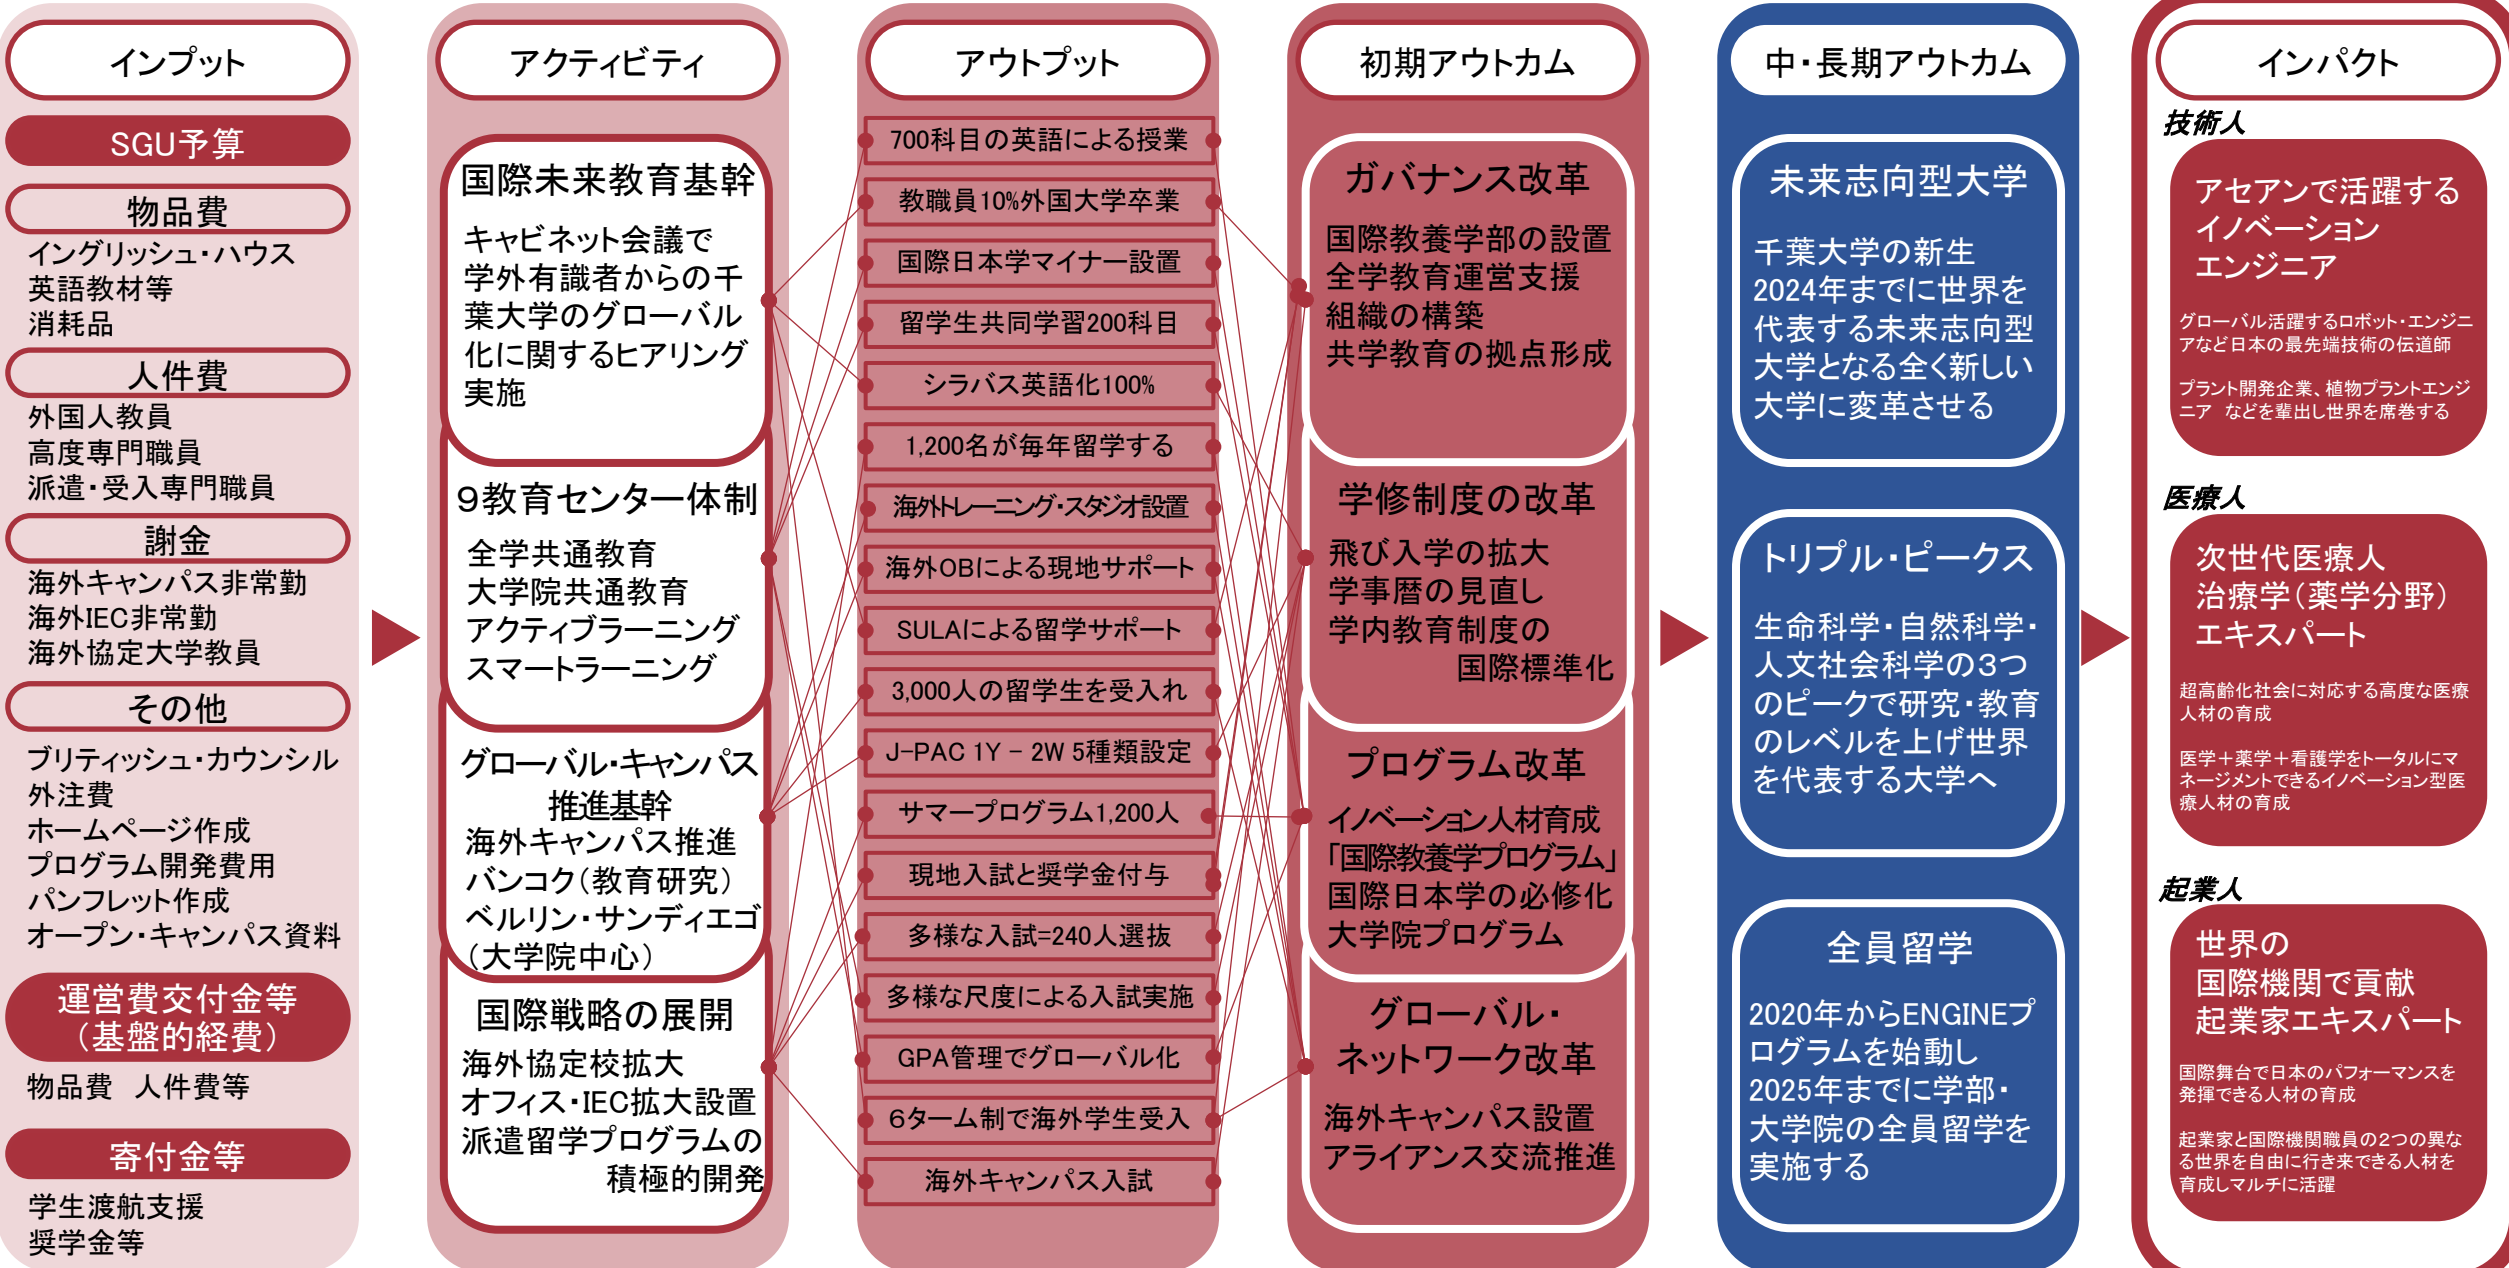 インプット
SGU予算
物品費
イングリッシュ・ハウス
英語教材等
消耗品
人件費
外国人教員
高度専門職員
派遣・受入専門職員
謝金
海外キャンパス非常勤
海外IEC非常勤
海外協定大学教員
その他
ブリティッシュ・カウンシル
外注費
ホームページ作成
プログラム開発費用
パンフレット作成
オープン・キャンパス資料
運営費交付金等
（基盤的経費）
物品費　人件費等
寄付金等
学生渡航支援
奨学金等
アクティビティ
国際未来教育基幹
キャビネット会議で
学外有識者からの千
葉大学のグローバル
化に関するヒアリング
実施
９教育センター体制
全学共通教育
大学院共通教育
アクティブラーニング
スマートラーニング
グローバル・キャンパス
推進基幹
海外キャンパス推進
バンコク（教育研究）
ベルリン・サンディエゴ
（大学院中心）
国際戦略の展開
海外協定校拡大
オフィス・IEC拡大設置
派遣留学プログラムの
積極的開発
アウトプット
700科目の英語による授業
教職員10%外国大学卒業
国際日本学マイナー設置
留学生共同学習200科目
シラバス英語化100%
1,200名が毎年留学する
海外トレーニング・スタジオ設置
海外OBによる現地サポート
SULAによる留学サポート
3,000人の留学生を受入れ
J-PAC 1Y – 2W 5種類設定
サマープログラム1,200人
現地入試と奨学金付与
多様な入試=240人選抜
多様な尺度による入試実施
GPA管理でグローバル化
６ターム制で海外学生受入
海外キャンパス入試
初期アウトカム
ガバナンス改革
国際教養学部の設置
全学教育運営支援
組織の構築
共学教育の拠点形成
学修制度の改革
飛び入学の拡大
学事暦の見直し
学内教育制度の
国際標準化
プログラム改革
イノベーション人材育成
「国際教養学プログラム」
国際日本学の必修化
大学院プログラム
グローバル・
ネットワーク改革
海外キャンパス設置
アライアンス交流推進
中・長期アウトカム
未来志向型大学
千葉大学の新生
2024年までに世界を
代表する未来志向型
大学となる全く新しい
大学に変革させる
トリプル・ピークス
生命科学・自然科学・
人文社会科学の３つ
のピークで研究・教育
のレベルを上げ世界
を代表する大学へ
全員留学
2020年からENGINEプ
ログラムを始動し
2025年までに学部・
大学院の全員留学を
実施する
インパクト
技術人
アセアンで活躍する
イノベーション
エンジニア
グローバル活躍するロボット・エンジニ
アなど日本の最先端技術の伝道師
プラント開発企業、植物プラントエンジ
ニア　などを輩出し世界を席巻する
医療人
次世代医療人
治療学（薬学分野）
エキスパート
超高齢化社会に対応する高度な医療
人材の育成
医学＋薬学＋看護学をトータルにマ
ネージメントできるイノベーション型医
療人材の育成
起業人
世界の
国際機関で貢献
起業家エキスパート
国際舞台で日本のパフォーマンスを
発揮できる人材の育成
起業家と国際機関職員の２つの異な
る世界を自由に行き来できる人材を
育成しマルチに活躍